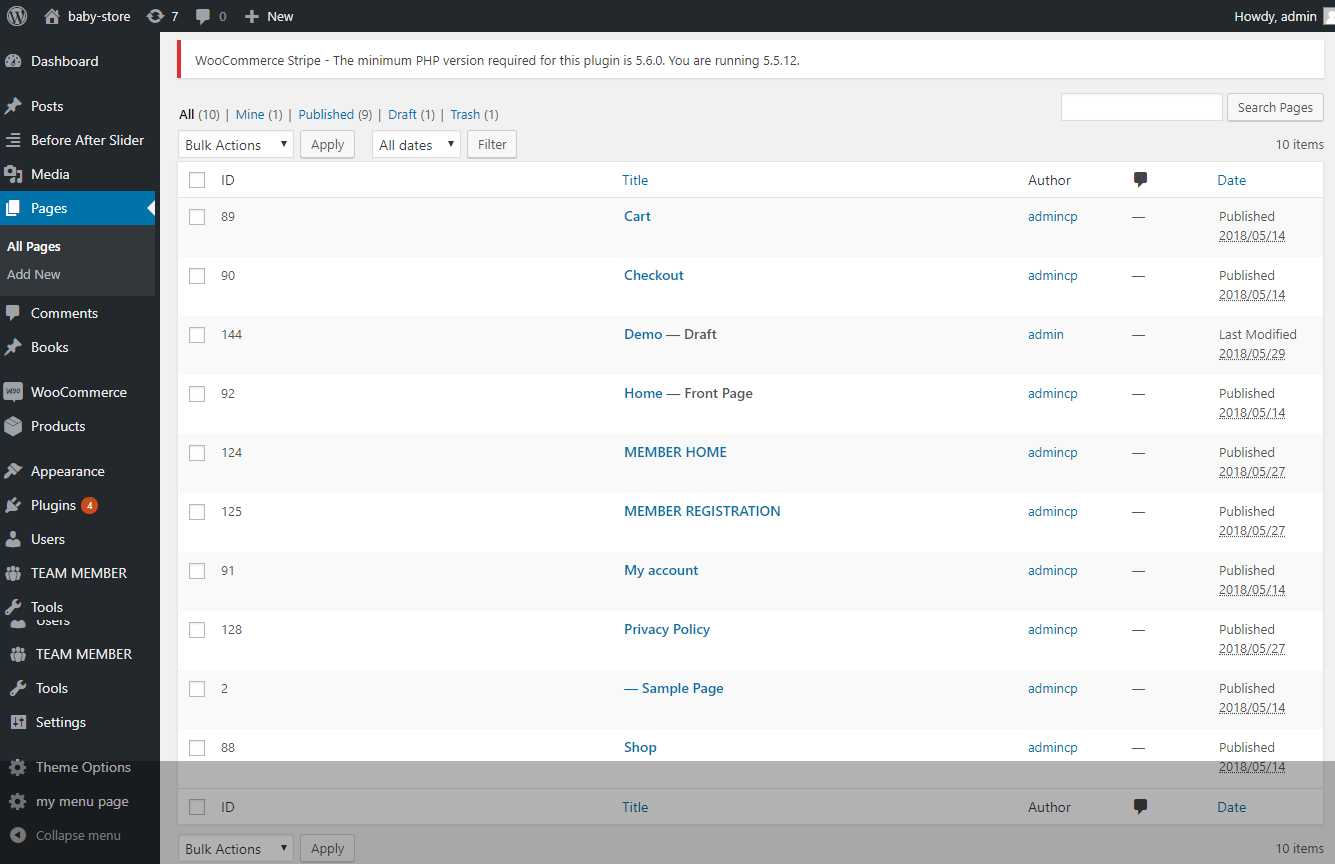 baby-store 7 0 New Howdy, admin
Dashboard
Posts
Before After Slider
Media
Pages
All Pages
Add New
Comments
Books
WooCommerce
Products
Appearance
Plugins 4
Users
TEAM MEMBER
Tools
Users
TEAM MEMBER
Tools
Settings
Theme Options
my menu page
Collapse menu
WooCommerce Stripe - The minimum PHP version required for this plugin is 5.6.0. You are running 5.5.12.
All (10) | Mine (1) | Published (9) | Draft (1) | Trash (1)
Search Pages
Bulk Actions Apply All dates Filter 10 items
ID Title Author Date
89 Cart admincp — Published
2018/05/14
90 Checkout admincp — Published
2018/05/14
144 Demo — Draft admin — Last Modified
2018/05/29
92 Home — Front Page admincp — Published
2018/05/14
124 MEMBER HOME admincp — Published
2018/05/27
125 MEMBER REGISTRATION admincp — Published
2018/05/27
91 My account admincp — Published
2018/05/14
128 Privacy Policy admincp — Published
2018/05/27
2 — Sample Page admincp — Published
2018/05/14
88 Shop admincp — Published
2018/05/14
ID Title Author Date
Bulk Actions Apply 10 items